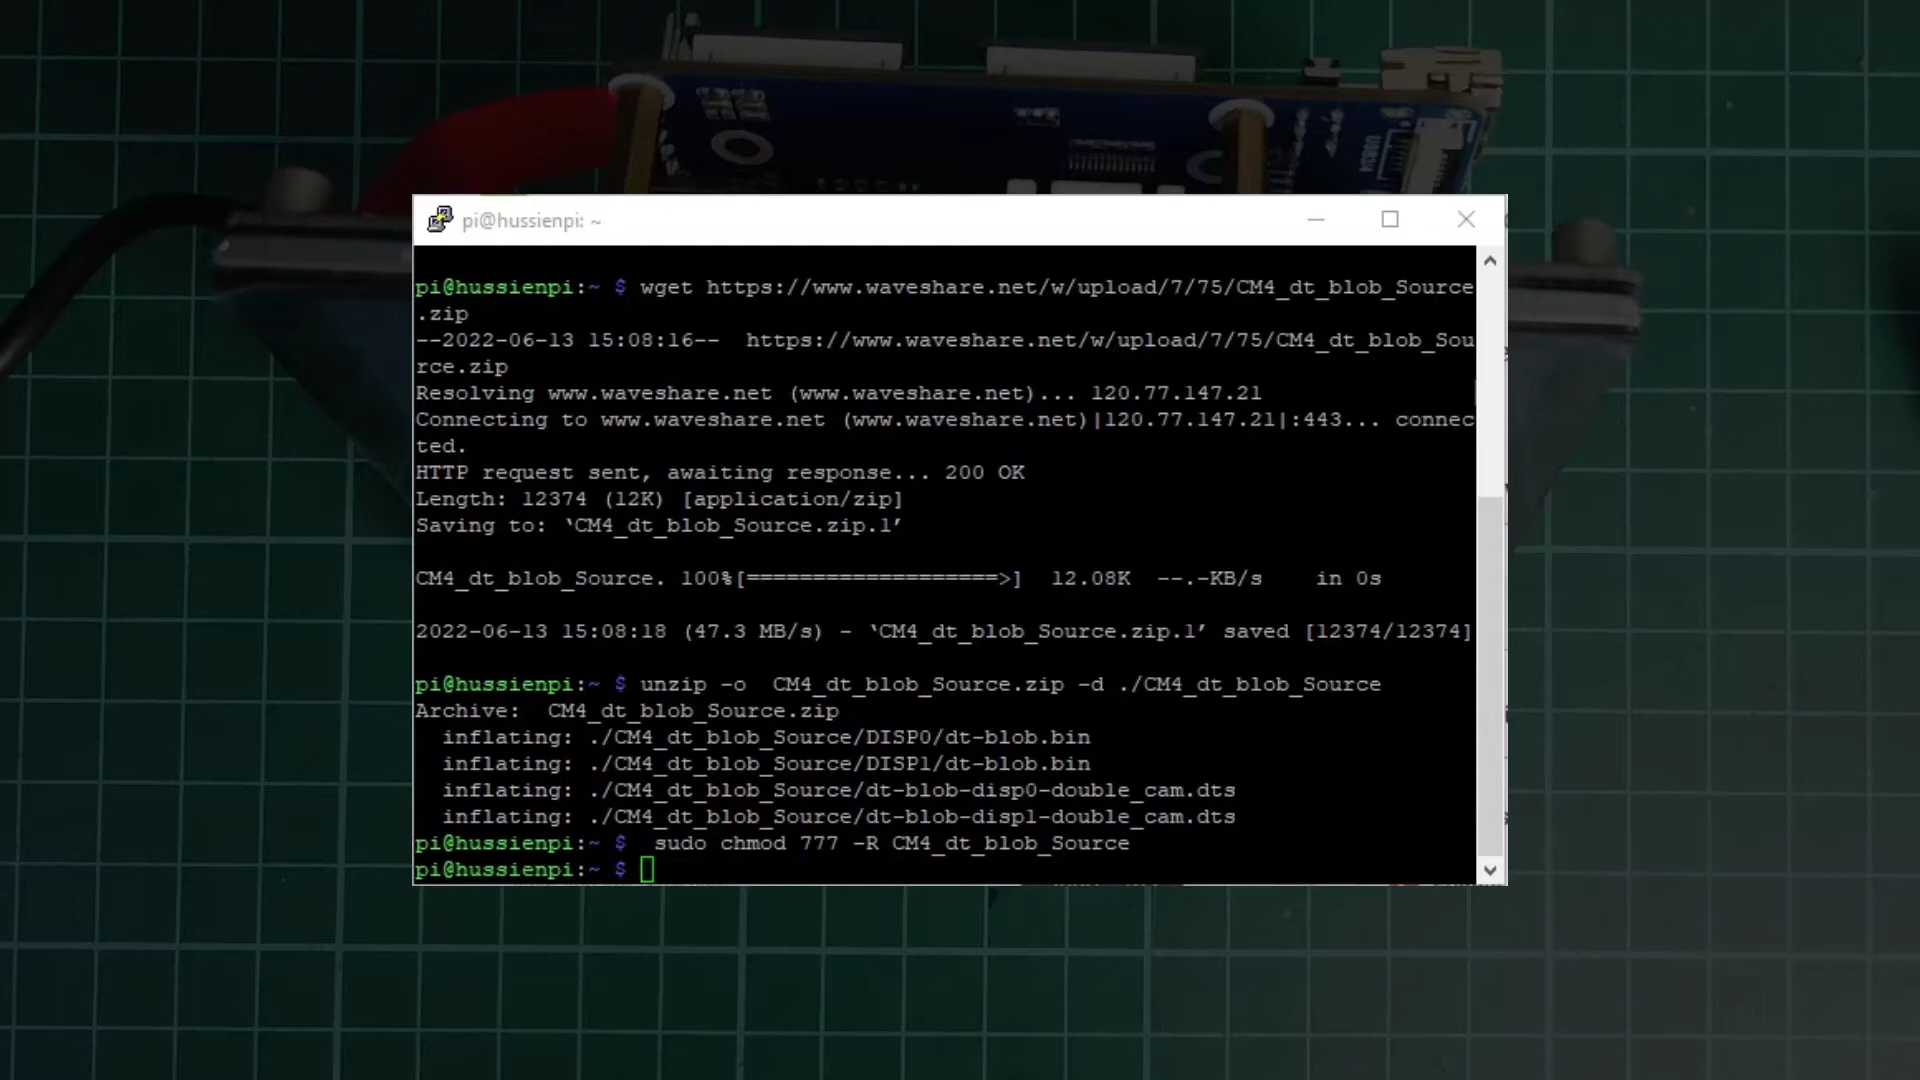 pi@hussienpi: ~
pi@hussienpi:~ $ wget https://www.waveshare.net/w/upload/7/75/CM4_dt_blob_Source
.zip
--2022-06-13 15:08:16--  https://www.waveshare.net/w/upload/7/75/CM4_dt_blob_Sou
rce.zip
Resolving www.waveshare.net (www.waveshare.net)... 120.77.147.21
Connecting to www.waveshare.net (www.waveshare.net)|120.77.147.21|:443... connec
ted.
HTTP request sent, awaiting response... 200 OK
Length: 12374 (12K) [application/zip]
Saving to: ‘CM4_dt_blob_Source.zip.1’
CM4_dt_blob_Source. 100%[===================>]  12.08K  --.-KB/s    in 0s
2022-06-13 15:08:18 (47.3 MB/s) - ‘CM4_dt_blob_Source.zip.1’ saved [12374/12374]
pi@hussienpi:~ $ unzip -o  CM4_dt_blob_Source.zip -d ./CM4_dt_blob_Source
Archive:  CM4_dt_blob_Source.zip
  inflating: ./CM4_dt_blob_Source/DISP0/dt-blob.bin
  inflating: ./CM4_dt_blob_Source/DISP1/dt-blob.bin
  inflating: ./CM4_dt_blob_Source/dt-blob-disp0-double_cam.dts
  inflating: ./CM4_dt_blob_Source/dt-blob-disp1-double_cam.dts
pi@hussienpi:~ $  sudo chmod 777 -R CM4_dt_blob_Source
pi@hussienpi:~ $